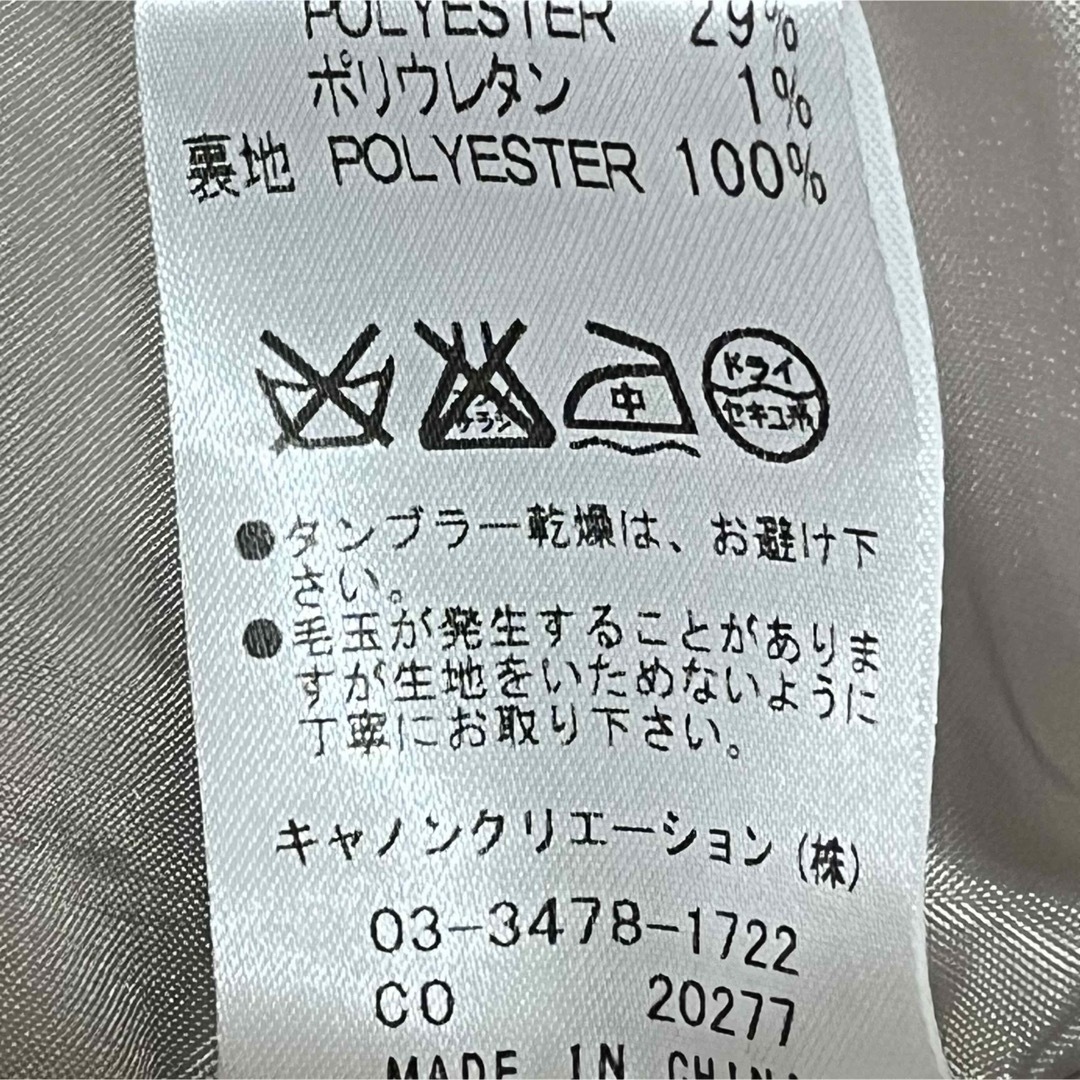 POLYESTER 29%
ポリウレタン 1%
裏地 POLYESTER 100%
サラシ
中
ドライ
セキユ系
●タンブラー乾燥は、お避け下
さい。
●毛玉が発生することがありま
すが生地をいためないように
丁寧にお取り下さい。
キャノンクリエーション(株)
03-3478-1722
CO 20277
MADE IN CHINA